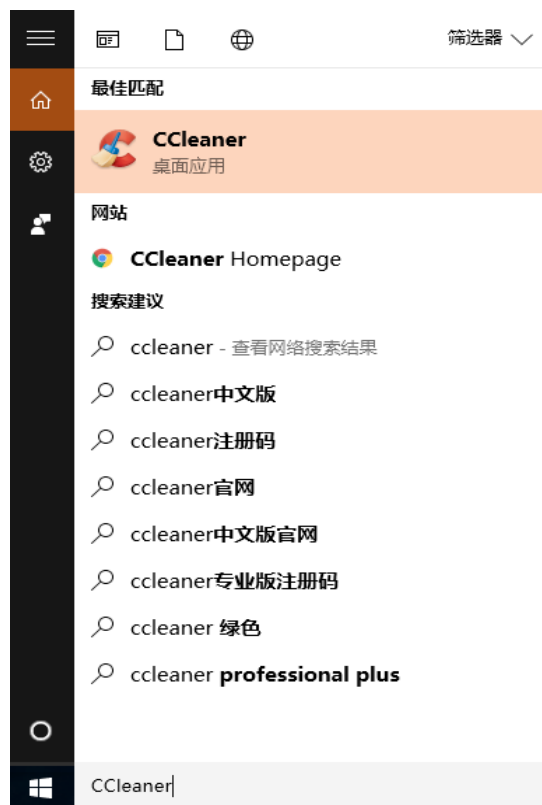 筛选器
最佳匹配
CCleaner
桌面应用
网站
CCleaner Homepage
搜索建议
ccleaner - 查看网络搜索结果
ccleaner中文版
ccleaner注册码
ccleaner官网
ccleaner中文版官网
ccleaner专业版注册码
ccleaner 绿色
ccleaner professional plus
CCleaner